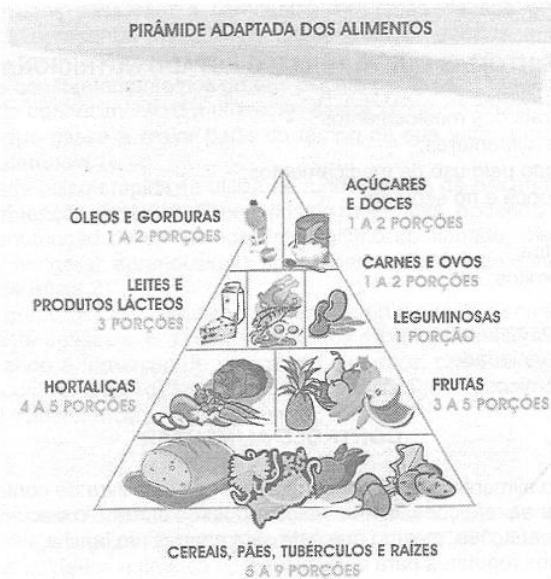 PIRÂMIDE ADAPTADA DOS ALIMENTOS
ÓLEOS E GORDURAS
1 A 2 PORÇÕES
AÇÚCARES
E DOCES
1 A 2 PORÇÕES
LEITES E
PRODUTOS LÁCTEOS
3 PORÇÕES
CARNES E OVOS
1 A 2 PORÇÕES
LEGUMINOSAS
1 PORÇÃO
HORTALIÇAS
4 A 5 PORÇÕES
FRUTAS
3 A 5 PORÇÕES
CEREAIS, PÃES, TUBÉRCULOS E RAÍZES
5 A 9 PORÇÕES